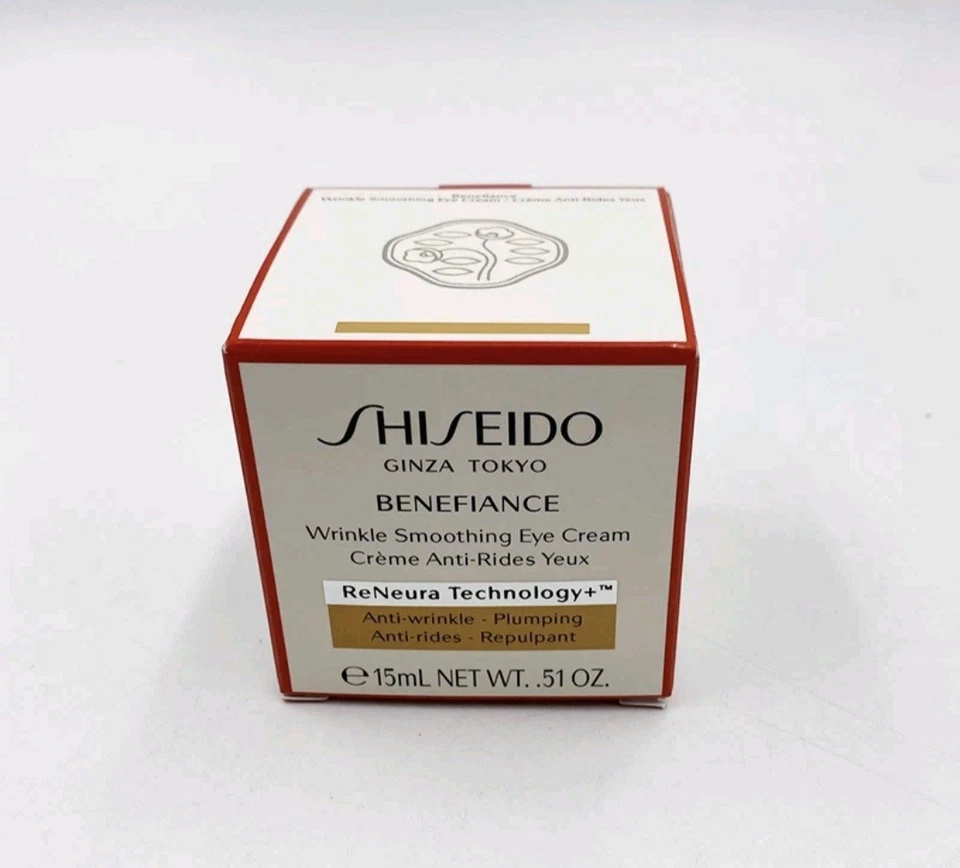 Benefiance
Wrinkle Smoothing Eye Cream · Crème Anti-Rides Yeux
SHISEIDO
GINZA TOKYO
BENEFIANCE
Wrinkle Smoothing Eye Cream
Crème Anti-Rides Yeux
ReNeura Technology+™
Anti-wrinkle - Plumping
Anti-rides - Repulpant
℮ 15mL NET WT. .51 OZ.